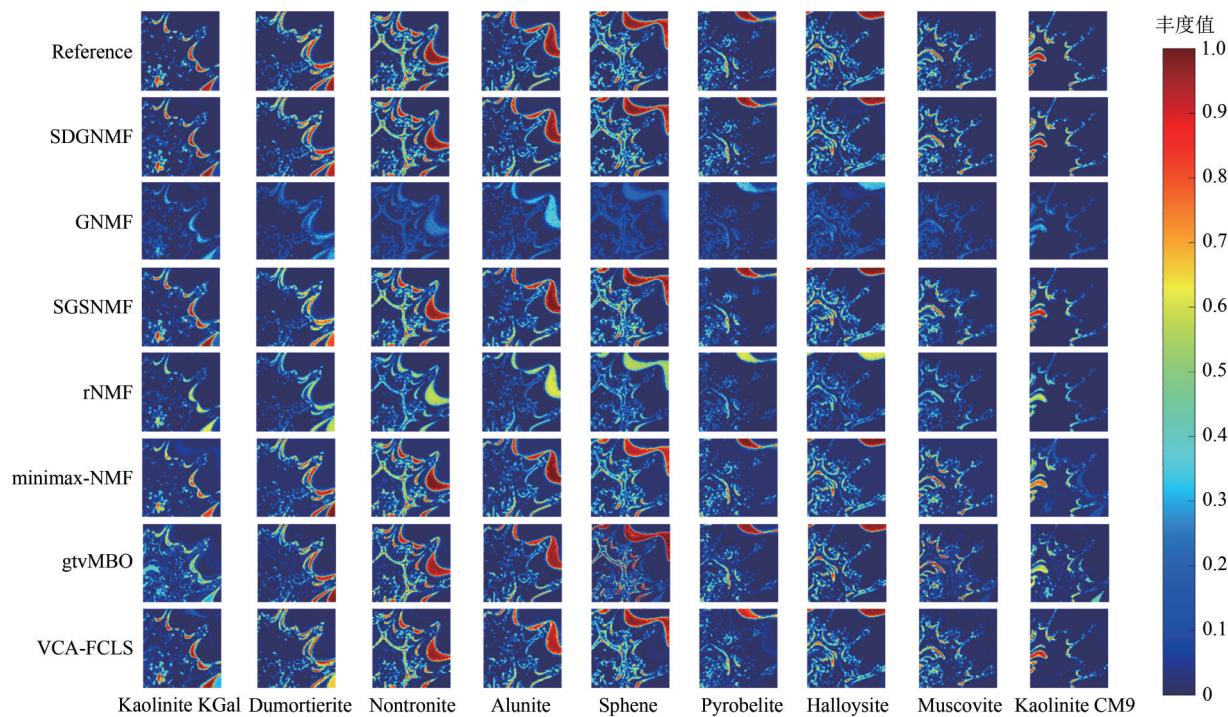 丰度值
Reference
SDGNMF
GNMF
SGSNMF
rNMF
minimax-NMF
gtvMBO
VCA-FCLS
Kaolinite KGal Dumortierite Nontronite Alunite Sphene Pyrobelite Halloysite Muscovite Kaolinite CM9
1.0
0.9
0.8
0.7
0.6
0.5
0.4
0.3
0.2
0.1
0